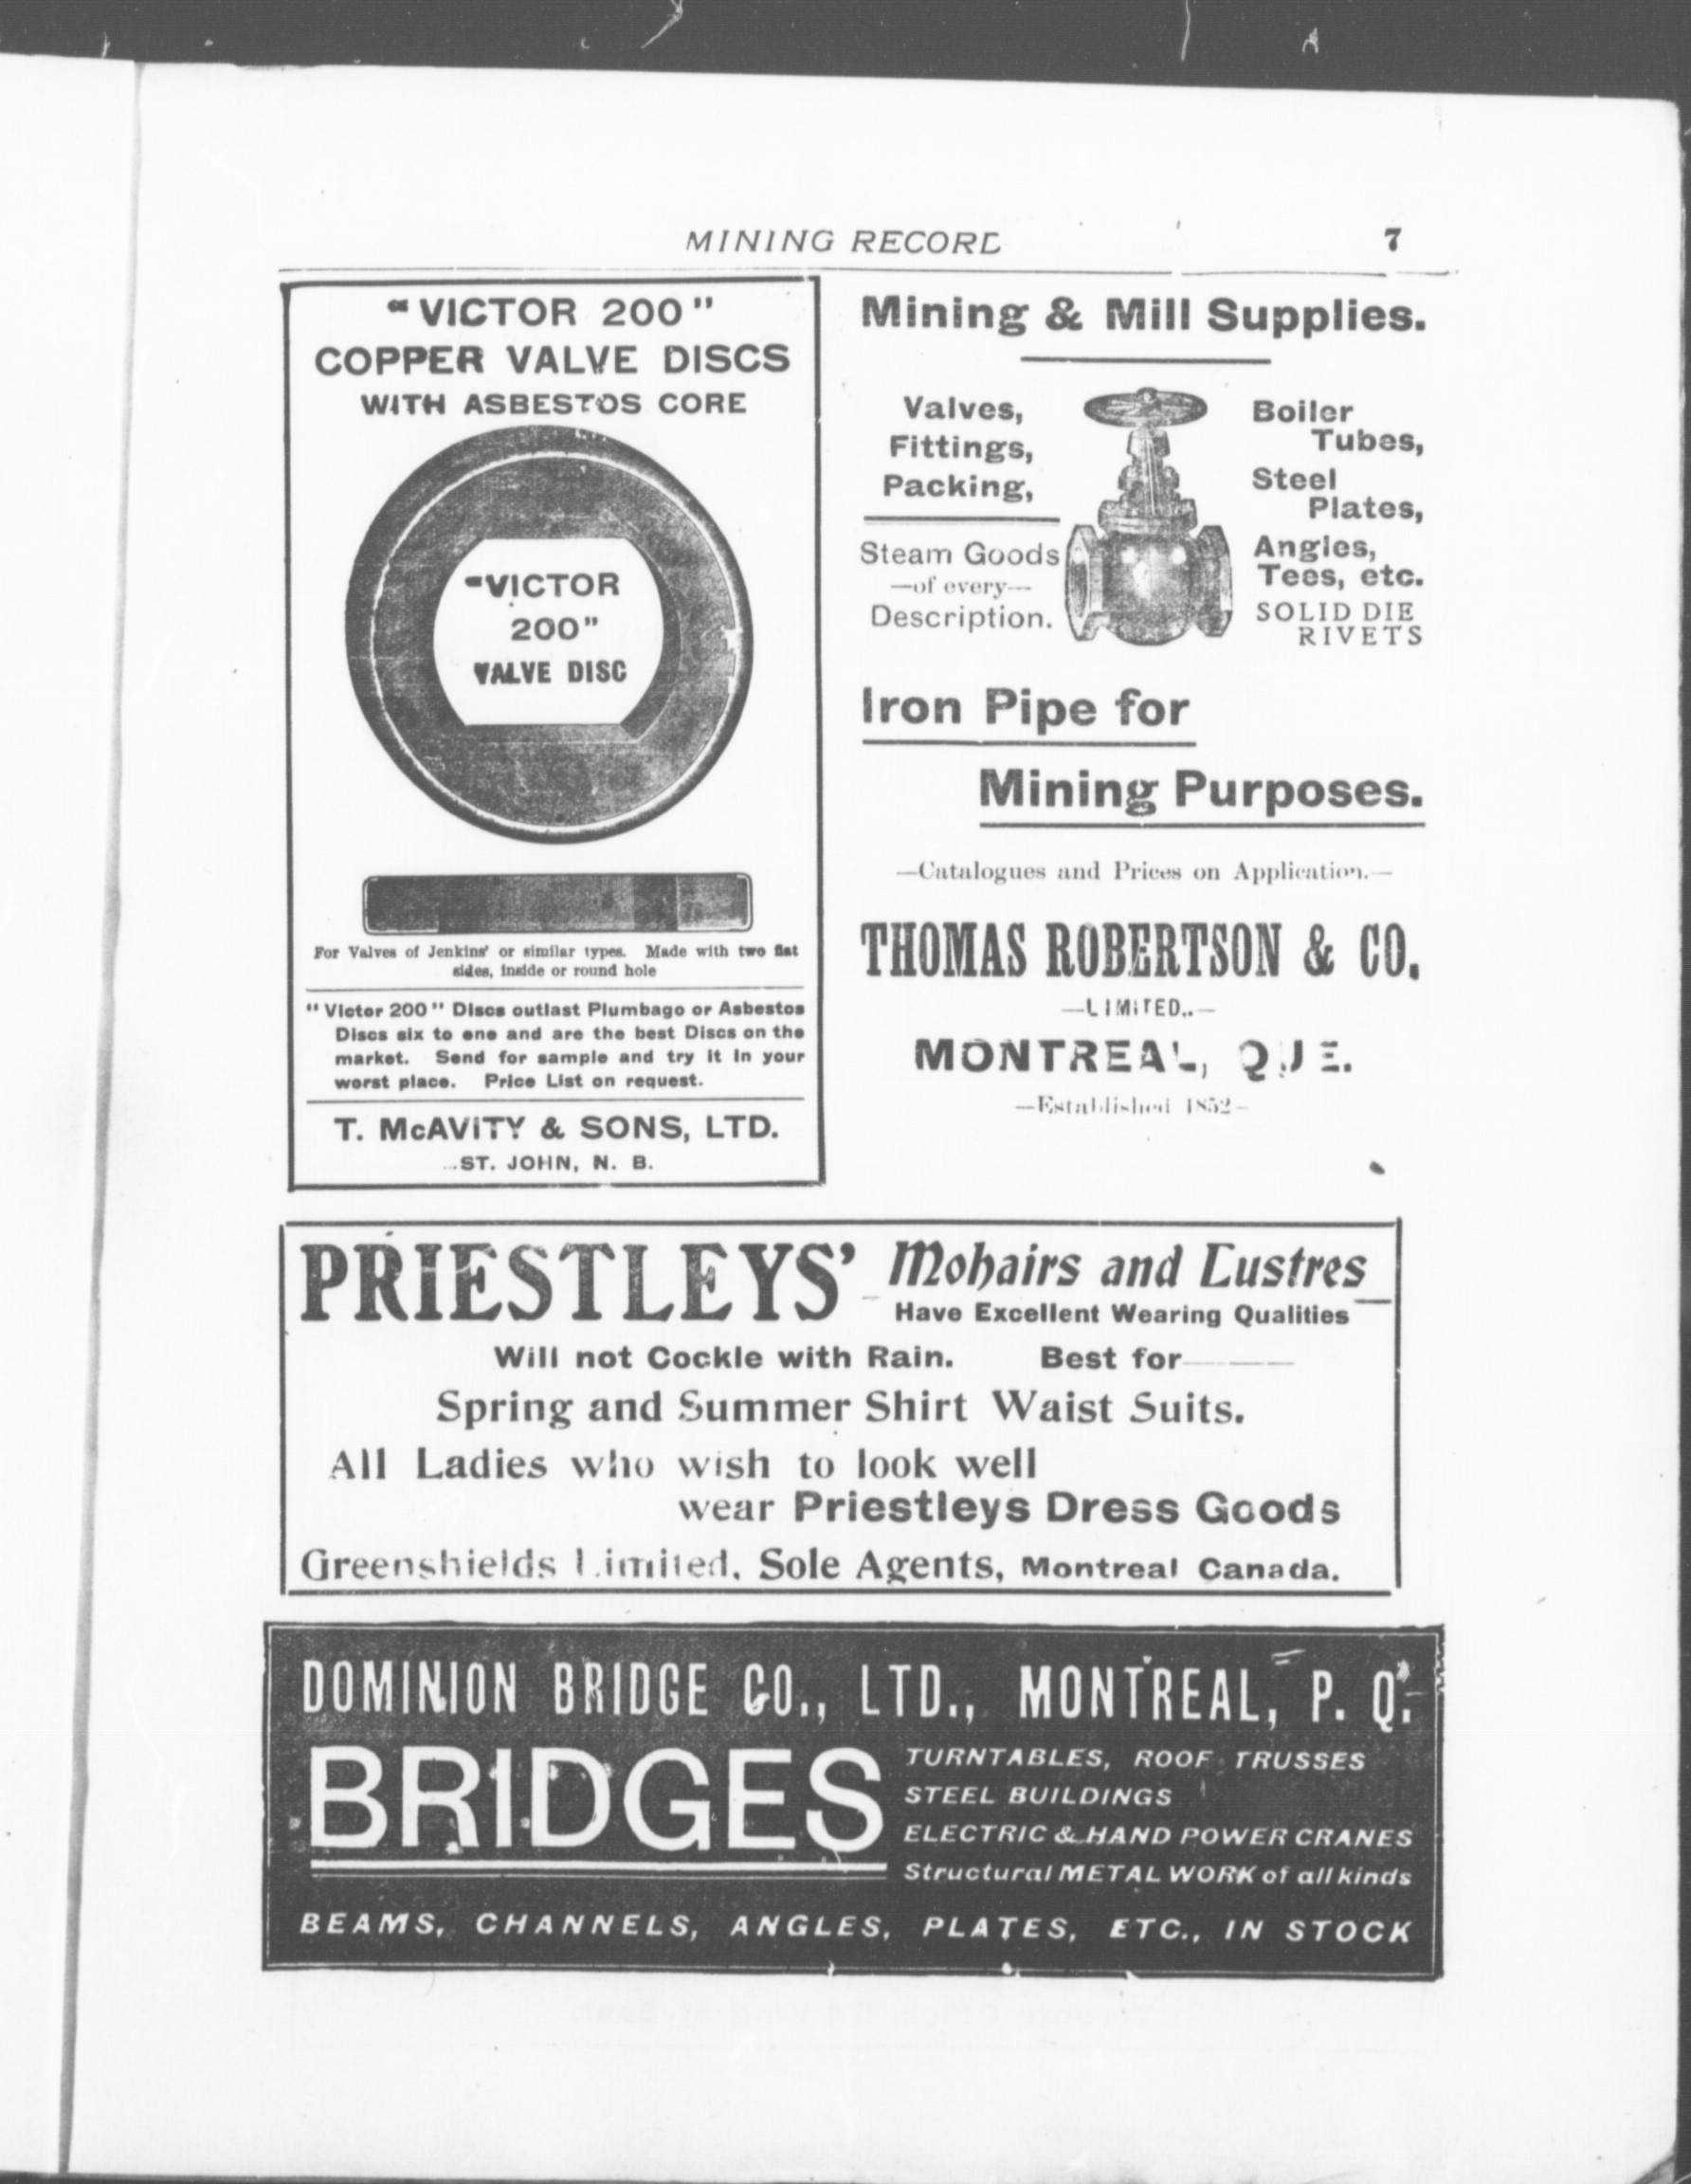 MINING RECORD 7
"VICTOR 200"
COPPER VALVE DISCS
WITH ASBESTOS CORE
"VICTOR
200"
VALVE DISC
For Valves of Jenkins' or similar types. Made with two flat
sides, inside or round hole
"Victor 200" Discs outlast Plumbago or Asbestos
Discs six to one and are the best Discs on the
market. Send for sample and try it in your
worst place. Price List on request.
T. McAVITY & SONS, LTD.
ST. JOHN, N. B.
Mining & Mill Supplies.
Valves,
Fittings,
Packing,
Steam Goods
—of every—
Description.
Boiler
Tubes,
Steel
Plates,
Angles,
Tees, etc.
SOLID DIE
RIVETS
Iron Pipe for
Mining Purposes.
—Catalogues and Prices on Application.—
THOMAS ROBERTSON & CO,
—LIMITED,.—
MONTREAL, QUE.
—Established 1852—
PRIESTLEYS' Mohairs and Lustres
Have Excellent Wearing Qualities
Will not Cockle with Rain. Best for
Spring and Summer Shirt Waist Suits.
All Ladies who wish to look well
wear Priestleys Dress Goods
Greenshields Limited, Sole Agents, Montreal Canada.
DOMINION BRIDGE CO., LTD., MONTREAL, P. Q.
BRIDGES
TURNTABLES, ROOF TRUSSES
STEEL BUILDINGS
ELECTRIC & HAND POWER CRANES
Structural METAL WORK of all kinds
BEAMS, CHANNELS, ANGLES, PLATES, ETC., IN STOCK